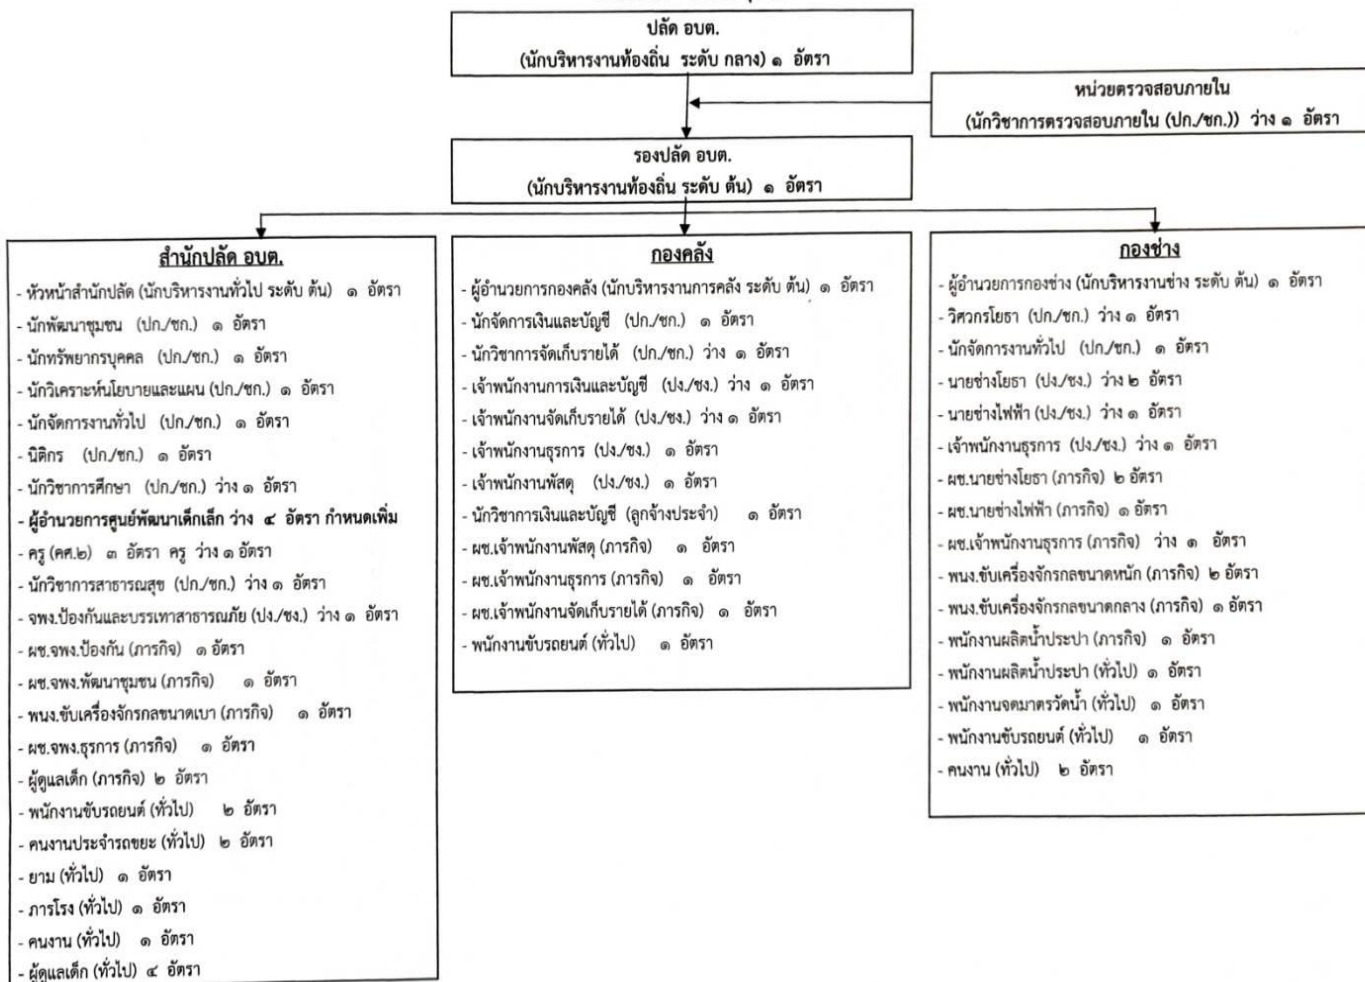 ปลัด อบต.
(นักบริหารงานท้องถิ่น ระดับ กลาง) ๑ อัตรา
หน่วยตรวจสอบภายใน
(นักวิชาการตรวจสอบภายใน (ปก./ชก.)) ว่าง ๑ อัตรา
รองปลัด อบต.
(นักบริหารงานท้องถิ่น ระดับ ต้น) ๑ อัตรา
สำนักปลัด อบต.
- หัวหน้าสำนักปลัด (นักบริหารงานทั่วไป ระดับ ต้น) ๑ อัตรา
- นักพัฒนาชุมชน (ปก./ชก.) ๑ อัตรา
- นักทรัพยากรบุคคล (ปก./ชก.) ๑ อัตรา
- นักวิเคราะห์นโยบายและแผน (ปก./ชก.) ๑ อัตรา
- นักจัดการงานทั่วไป (ปก./ชก.) ๑ อัตรา
- นิติกร (ปก./ชก.) ๑ อัตรา
- นักวิชาการศึกษา (ปก./ชก.) ว่าง ๑ อัตรา
- ผู้อำนวยการศูนย์พัฒนาเด็กเล็ก ว่าง ๔ อัตรา กำหนดเพิ่ม
- ครู (คศ.๒) ๓ อัตรา ครู ว่าง ๑ อัตรา
- นักวิชาการสาธารณสุข (ปก./ชก.) ว่าง ๑ อัตรา
- จพง.ป้องกันและบรรเทาสาธารณภัย (ปง./ชง.) ว่าง ๑ อัตรา
- ผช.จพง.ป้องกัน (ภารกิจ) ๑ อัตรา
- ผช.จพง.พัฒนาชุมชน (ภารกิจ) ๑ อัตรา
- พนง.ขับเครื่องจักรกลขนาดเบา (ภารกิจ) ๑ อัตรา
- ผช.จพง.ธุรการ (ภารกิจ) ๑ อัตรา
- ผู้ดูแลเด็ก (ภารกิจ) ๒ อัตรา
- พนักงานขับรถยนต์ (ทั่วไป) ๒ อัตรา
- คนงานประจำรถขยะ (ทั่วไป) ๒ อัตรา
- ยาม (ทั่วไป) ๑ อัตรา
- ภารโรง (ทั่วไป) ๑ อัตรา
- คนงาน (ทั่วไป) ๑ อัตรา
- ผู้ดูแลเด็ก (ทั่วไป) ๔ อัตรา
กองคลัง
- ผู้อำนวยการกองคลัง (นักบริหารงานการคลัง ระดับ ต้น) ๑ อัตรา
- นักจัดการเงินและบัญชี (ปก./ชก.) ๑ อัตรา
- นักวิชาการจัดเก็บรายได้ (ปก./ชก.) ว่าง ๑ อัตรา
- เจ้าพนักงานการเงินและบัญชี (ปง./ชง.) ว่าง ๑ อัตรา
- เจ้าพนักงานจัดเก็บรายได้ (ปง./ชง.) ว่าง ๑ อัตรา
- เจ้าพนักงานธุรการ (ปง./ชง.) ๑ อัตรา
- เจ้าพนักงานพัสดุ (ปง./ชง.) ๑ อัตรา
- นักวิชาการเงินและบัญชี (ลูกจ้างประจำ) ๑ อัตรา
- ผช.เจ้าพนักงานพัสดุ (ภารกิจ) ๑ อัตรา
- ผช.เจ้าพนักงานธุรการ (ภารกิจ) ๑ อัตรา
- ผช.เจ้าพนักงานจัดเก็บรายได้ (ภารกิจ) ๑ อัตรา
- พนักงานขับรถยนต์ (ทั่วไป) ๑ อัตรา
กองช่าง
- ผู้อำนวยการกองช่าง (นักบริหารงานช่าง ระดับ ต้น) ๑ อัตรา
- วิศวกรโยธา (ปก./ชก.) ว่าง ๑ อัตรา
- นักจัดการงานทั่วไป (ปก./ชก.) ๑ อัตรา
- นายช่างโยธา (ปง./ชง.) ว่าง ๒ อัตรา
- นายช่างไฟฟ้า (ปง./ชง.) ว่าง ๑ อัตรา
- เจ้าพนักงานธุรการ (ปง./ชง.) ว่าง ๑ อัตรา
- ผช.นายช่างโยธา (ภารกิจ) ๒ อัตรา
- ผช.นายช่างไฟฟ้า (ภารกิจ) ๑ อัตรา
- ผช.เจ้าพนักงานธุรการ (ภารกิจ) ว่าง ๑ อัตรา
- พนง.ขับเครื่องจักรกลขนาดหนัก (ภารกิจ) ๒ อัตรา
- พนง.ขับเครื่องจักรกลขนาดกลาง (ภารกิจ) ๑ อัตรา
- พนักงานผลิตน้ำประปา (ภารกิจ) ๑ อัตรา
- พนักงานผลิตน้ำประปา (ทั่วไป) ๑ อัตรา
- พนักงานจดมาตรวัดน้ำ (ทั่วไป) ๑ อัตรา
- พนักงานขับรถยนต์ (ทั่วไป) ๑ อัตรา
- คนงาน (ทั่วไป) ๒ อัตรา